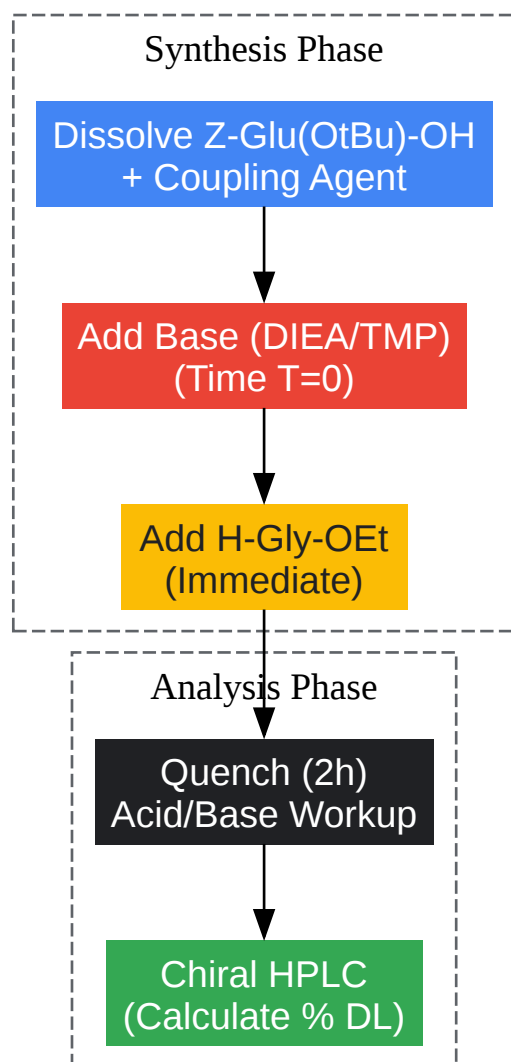 Synthesis Phase
Dissolve Z-Glu(OtBu)-OH
+ Coupling Agent
Add Base (DIEA/TMP)
(Time T=0)
Add H-Gly-OEt
(Immediate)
Analysis Phase
Quench (2h)
Acid/Base Workup
Chiral HPLC
(Calculate % DL)